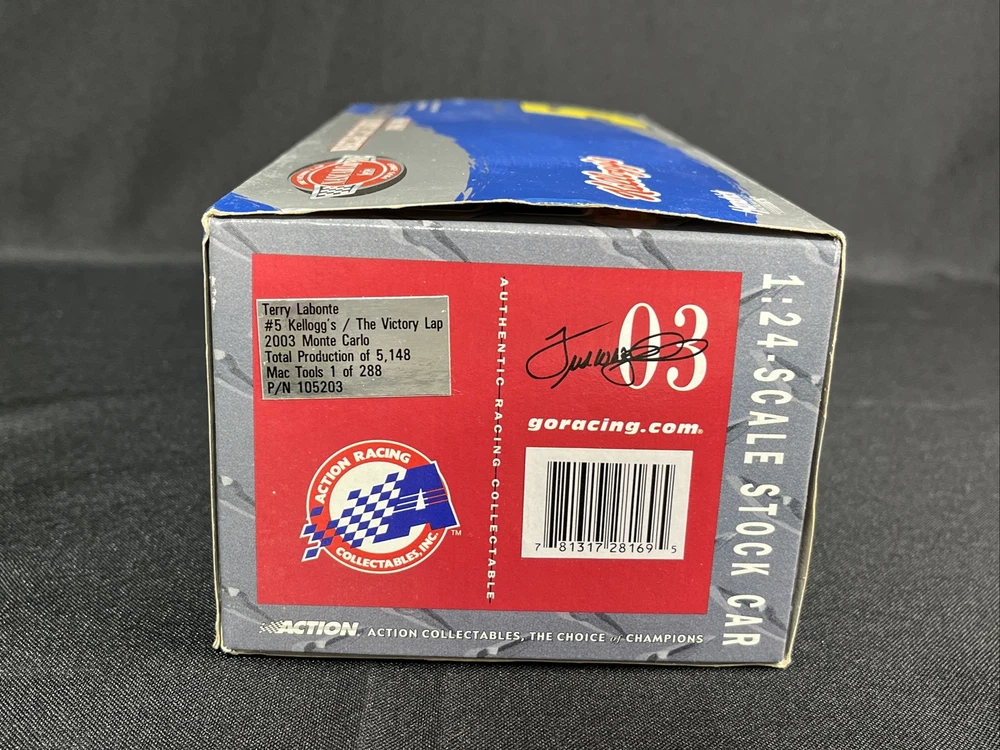 Kellogg's
Terry Labonte
#5 Kellogg's / The Victory Lap
2003 Monte Carlo
Total Production of 5,148
Mac Tools 1 of 288
P/N 105203
ACTION RACING
COLLECTABLES, INC.
TM
AUTHENTIC RACING COLLECTABLE
03
goracing.com®
7 81317 28169 5
1:24-SCALE STOCK CAR
ACTION ACTION COLLECTABLES, THE CHOICE of CHAMPIONS